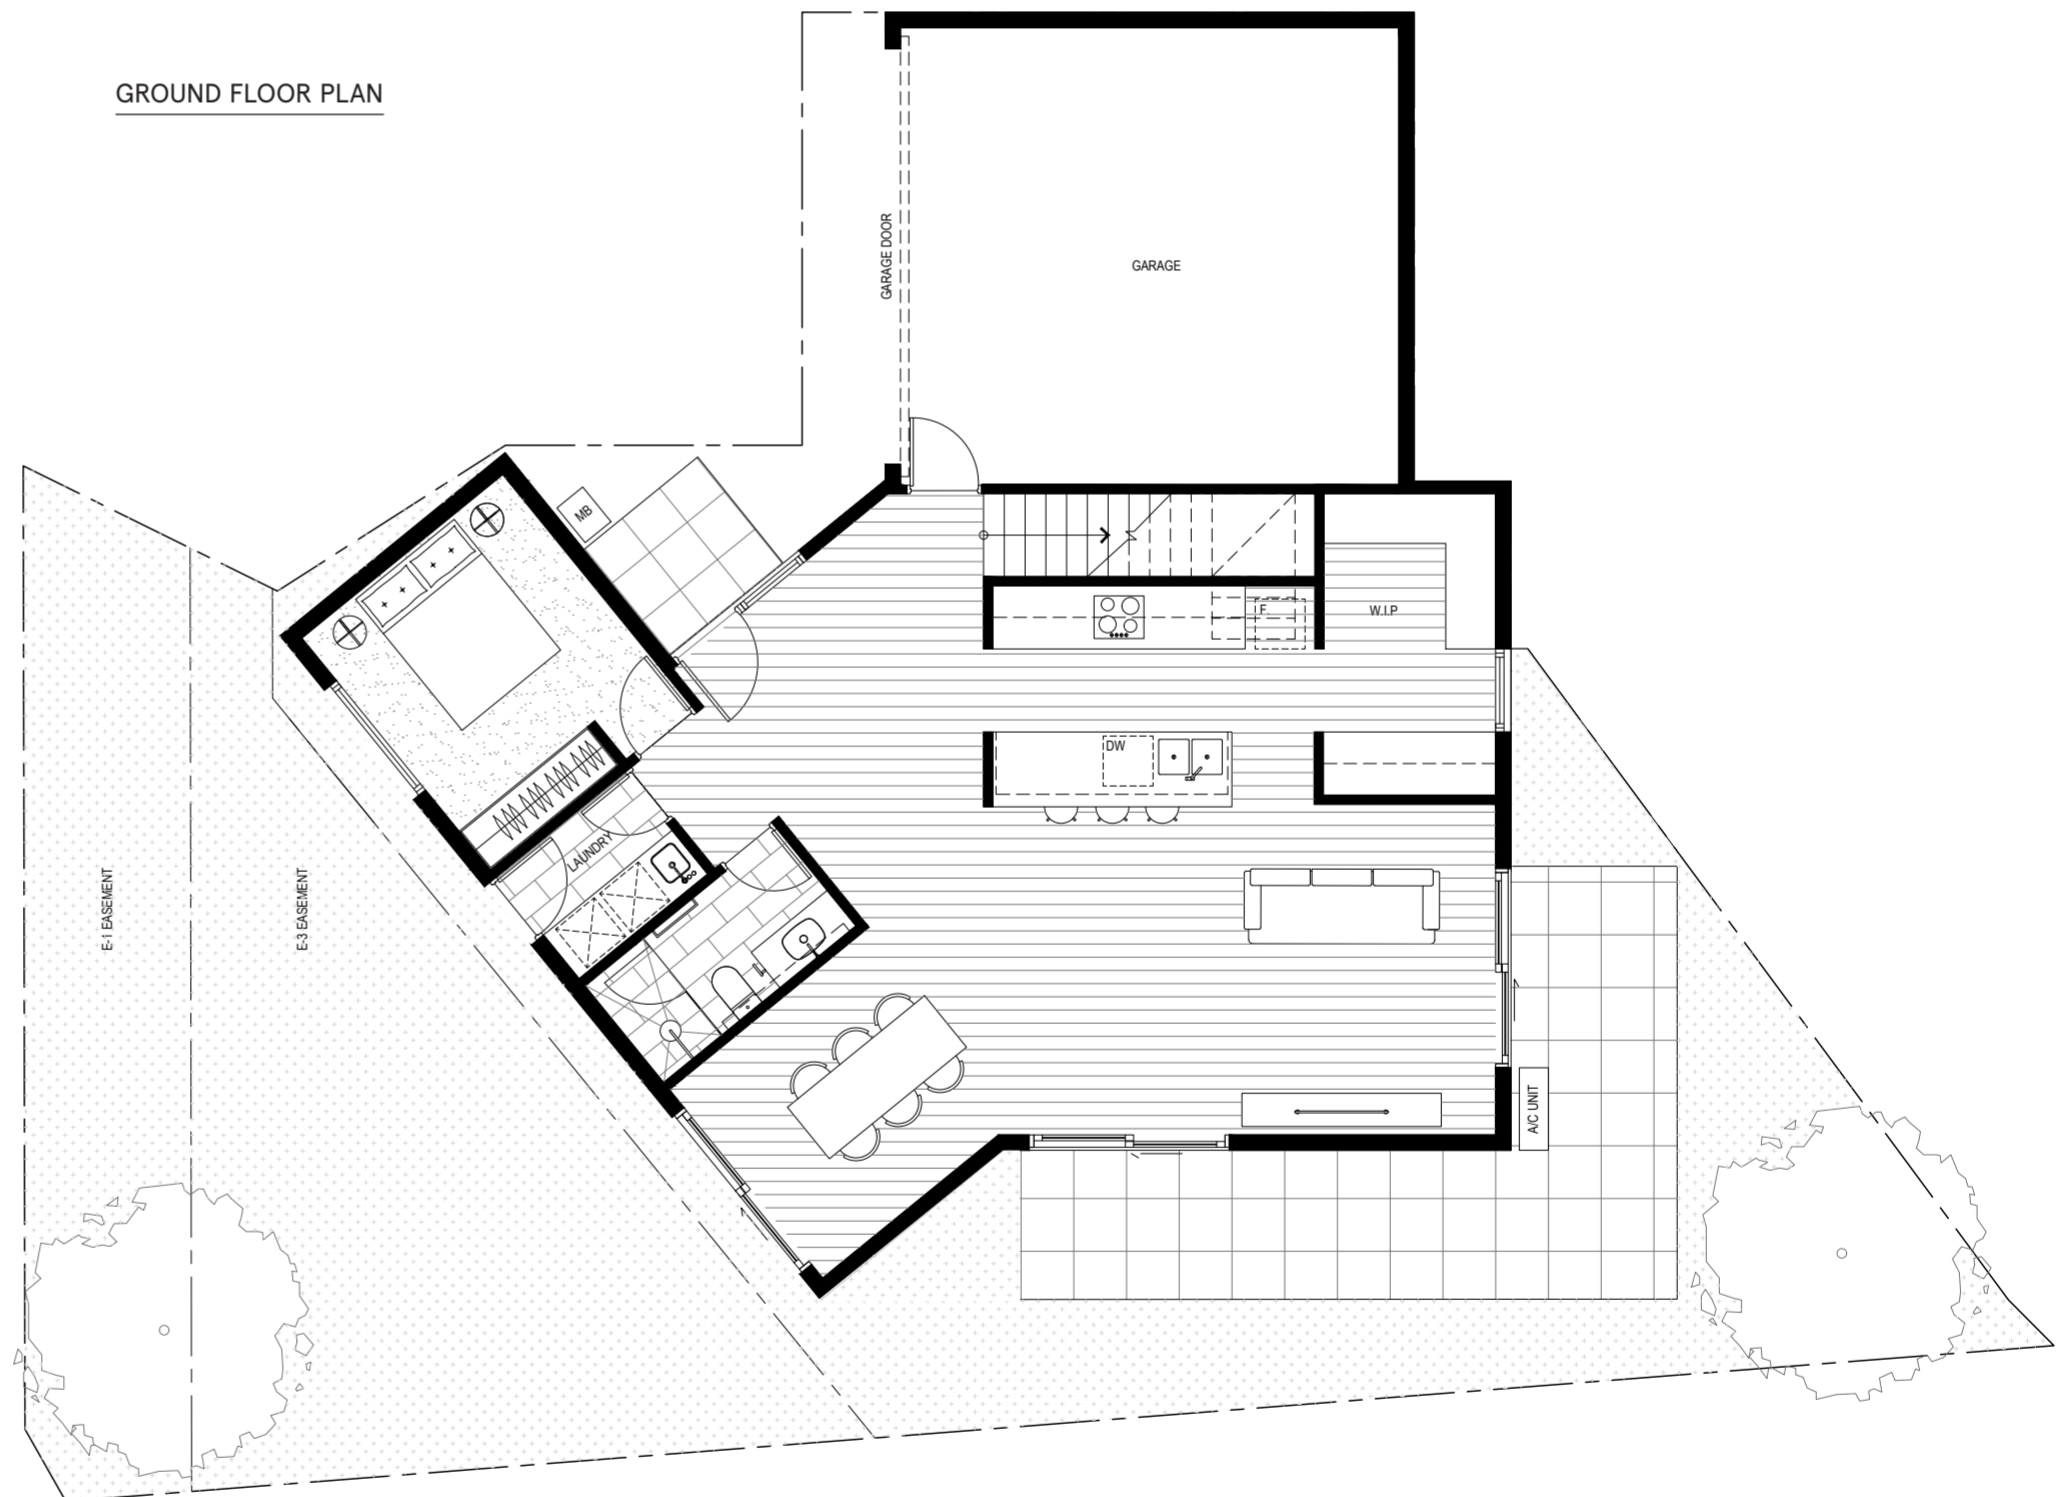 GROUND FLOOR PLAN
GARAGE DOOR
GARAGE
MB
F.
W.I.P
DW
LAUNDRY
E-1 EASEMENT
E-3 EASEMENT
A/C UNIT